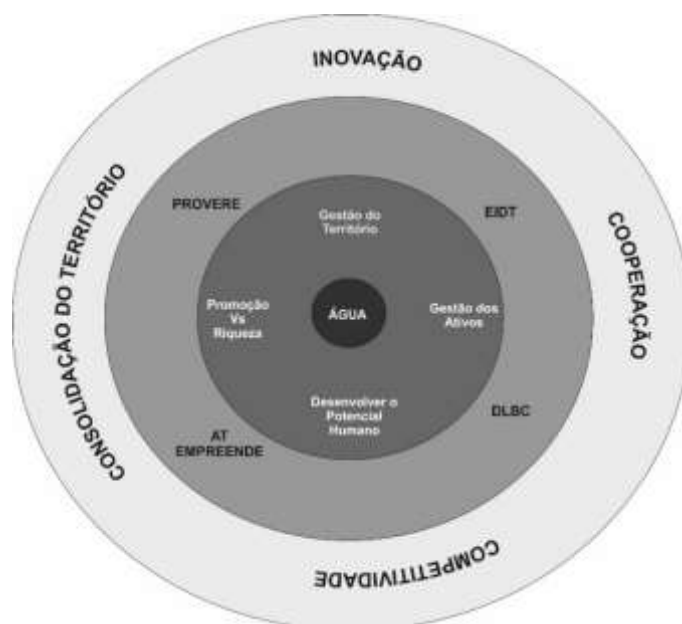 INOVAÇÃO
CONSOLIDAÇÃO DO TERRITÓRIO
COOPERAÇÃO
PROVERE
EIDT
Gestão do
Território
Promoção
Vs
Riqueza
ÁGUA
Gestão dos
Ativos
Desenvolver o
Potencial
Humano
AT
EMPREENDE
DLBC
COMPETITIVIDADE